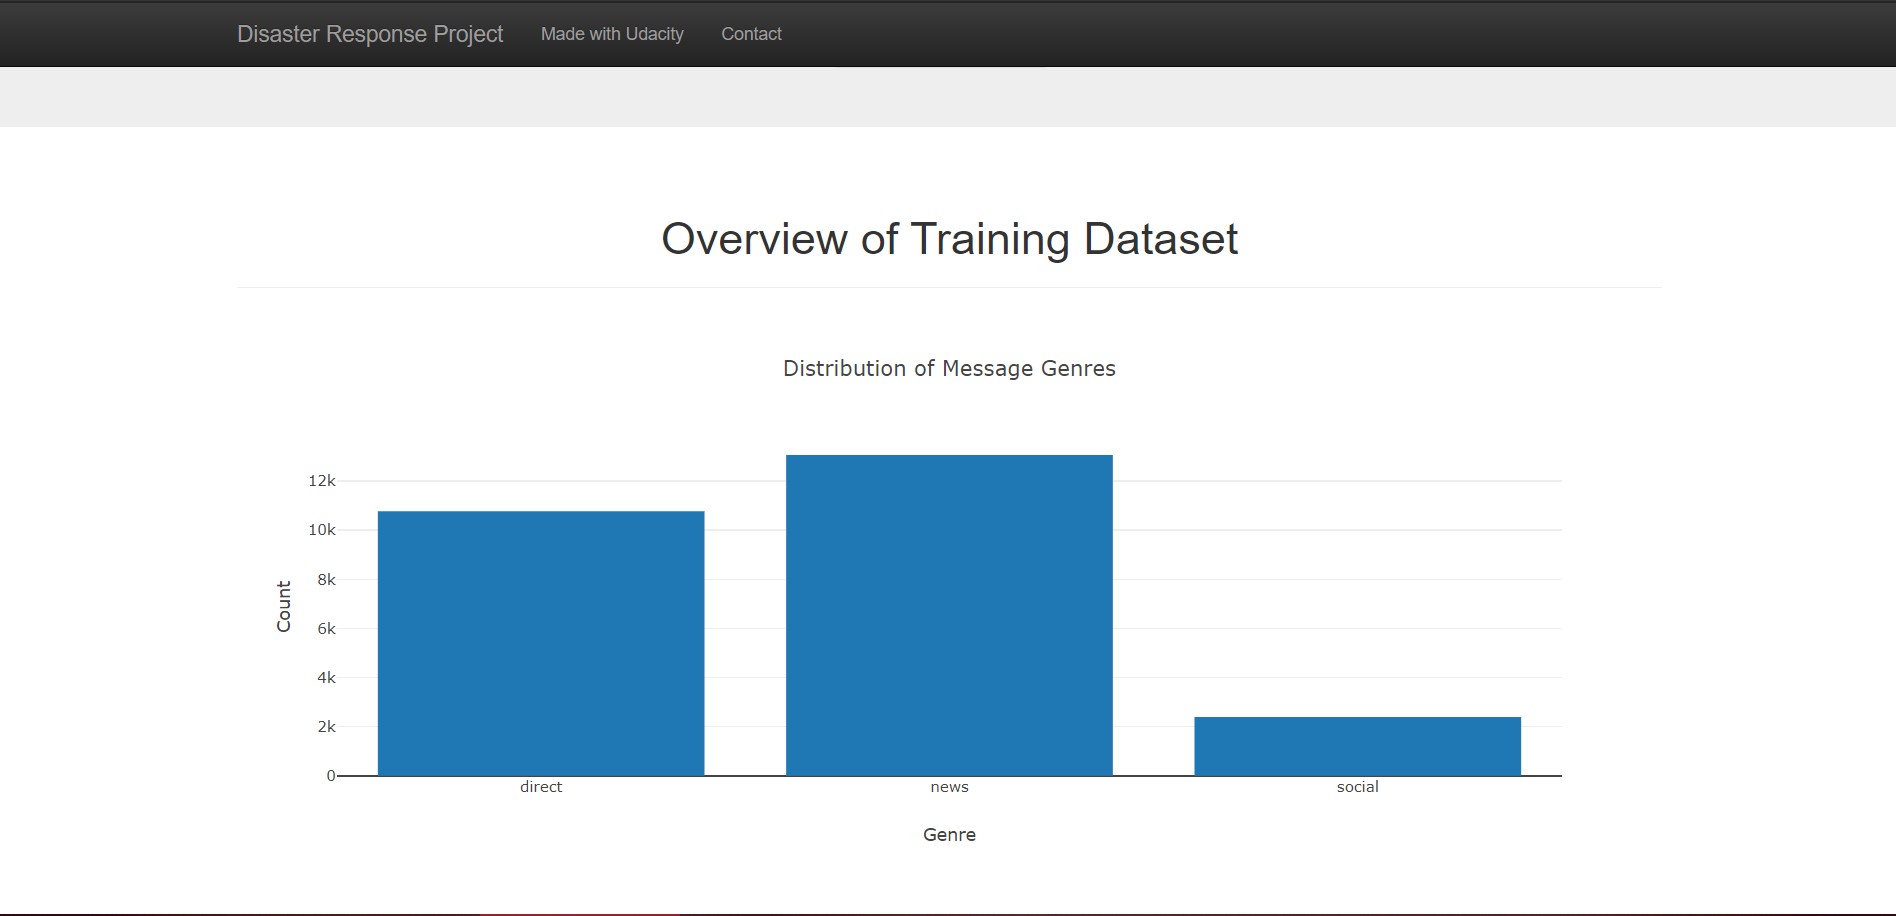 Disaster Response Project Made with Udacity Contact
Overview of Training Dataset
Distribution of Message Genres
12k
10k
8k
6k
4k
2k
0
Count
direct news social
Genre